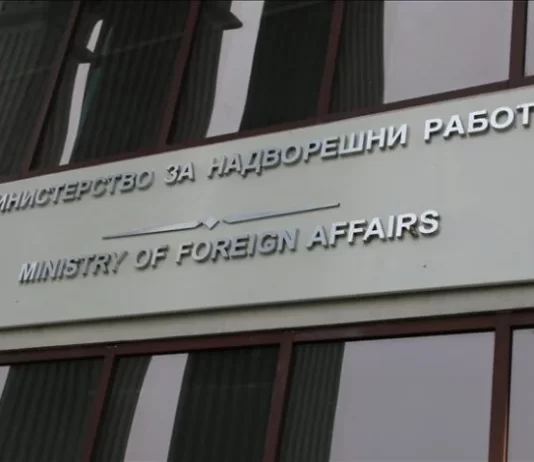 ИНИСТЕРСТВО ЗА НАДВОРЕШНИ РАБОТ
MINISTRY OF FOREIGN AFFAIRS